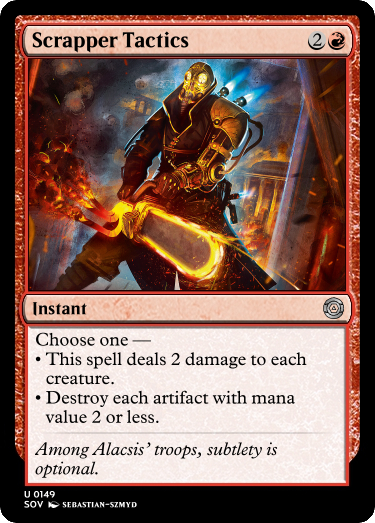 Scrapper Tactics 2
Instant
Choose one —
• This spell deals 2 damage to each
creature.
• Destroy each artifact with mana
value 2 or less.
Among Alacsis' troops, subtlety is
optional.
U 0149
SOV SEBASTIAN-SZMYD